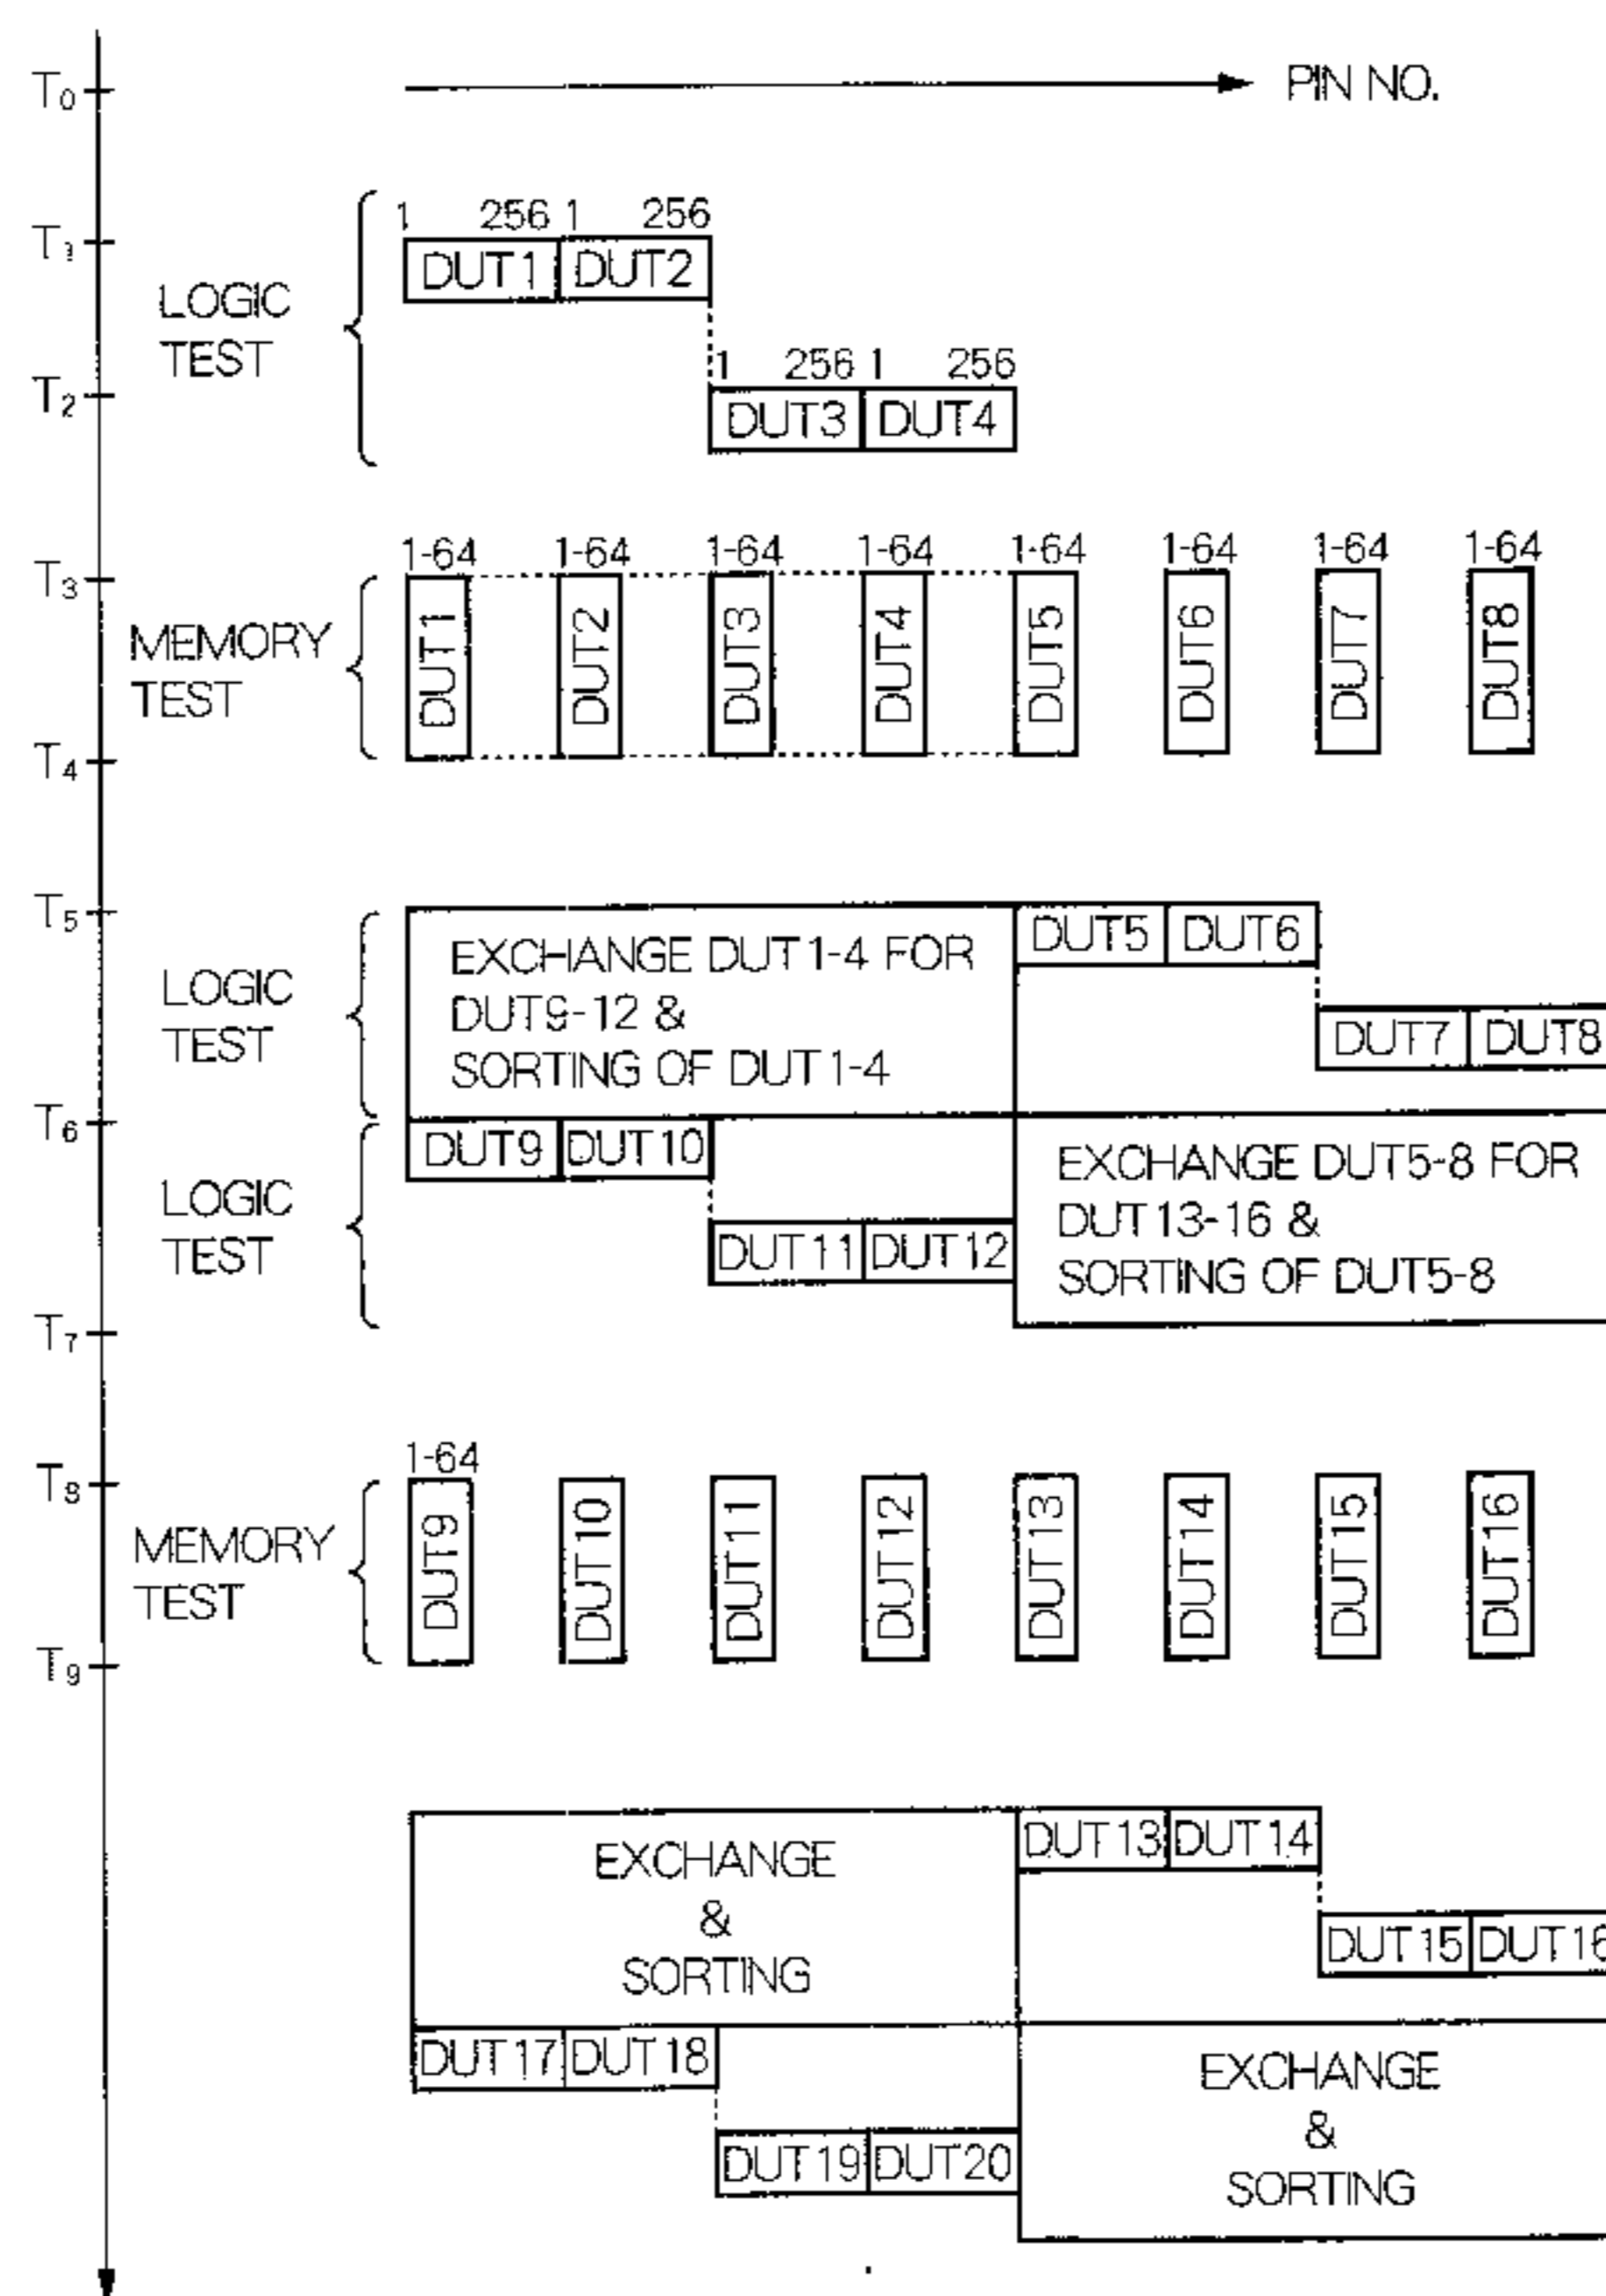 T0
PIN NO.
1 256 1 256
T1
DUT1 DUT2
LOGIC
TEST
1 256 1 256
T2
DUT3 DUT4
1-64 1-64 1-64 1-64 1-64 1-64 1-64 1-64
T3
MEMORY
TEST
DUT1 DUT2 DUT3 DUT4 DUT5 DUT6 DUT7 DUT8
T4
T5
DUT5 DUT6
EXCHANGE DUT1-4 FOR
DUT9-12 &
SORTING OF DUT1-4
LOGIC
TEST
DUT7 DUT8
T6
DUT9 DUT10
EXCHANGE DUT5-8 FOR
DUT13-16 &
SORTING OF DUT5-8
LOGIC
TEST
DUT11 DUT12
T7
1-64
T8
MEMORY
TEST
DUT9 DUT10 DUT11 DUT12 DUT13 DUT14 DUT15 DUT16
T9
DUT13 DUT14
EXCHANGE
&
SORTING
DUT15 DUT16
DUT17 DUT18
EXCHANGE
&
SORTING
DUT19 DUT20